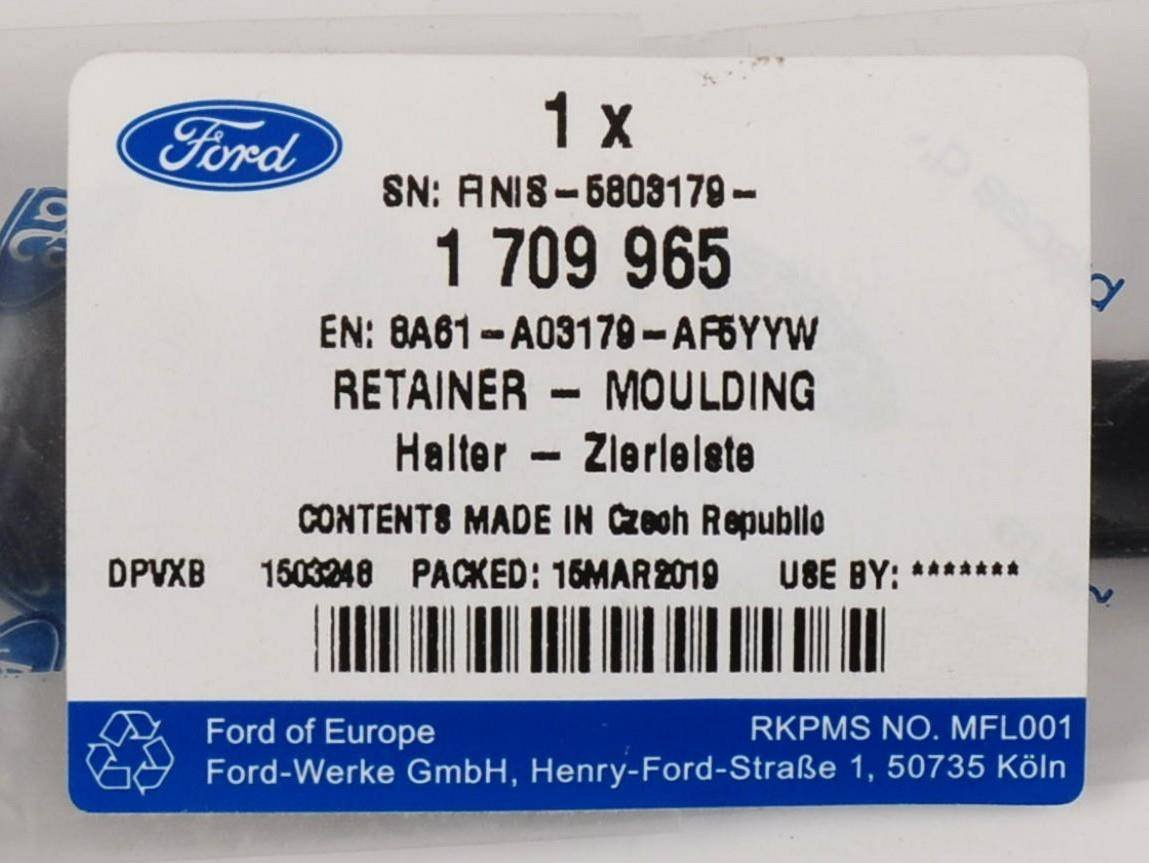 Ford
1 x
SN: FINIS-5803179-
1 709 965
EN: 8A61-A03179-AF5YYW
RETAINER - MOULDING
Halter - Zierleiste
CONTENTS MADE IN Czech Republic
DPVXB 1503248 PACKED: 15MAR2019 USE BY: *******
Ford of Europe
RKPMS NO. MFL001
Ford-Werke GmbH, Henry-Ford-Straße 1, 50735 Köln